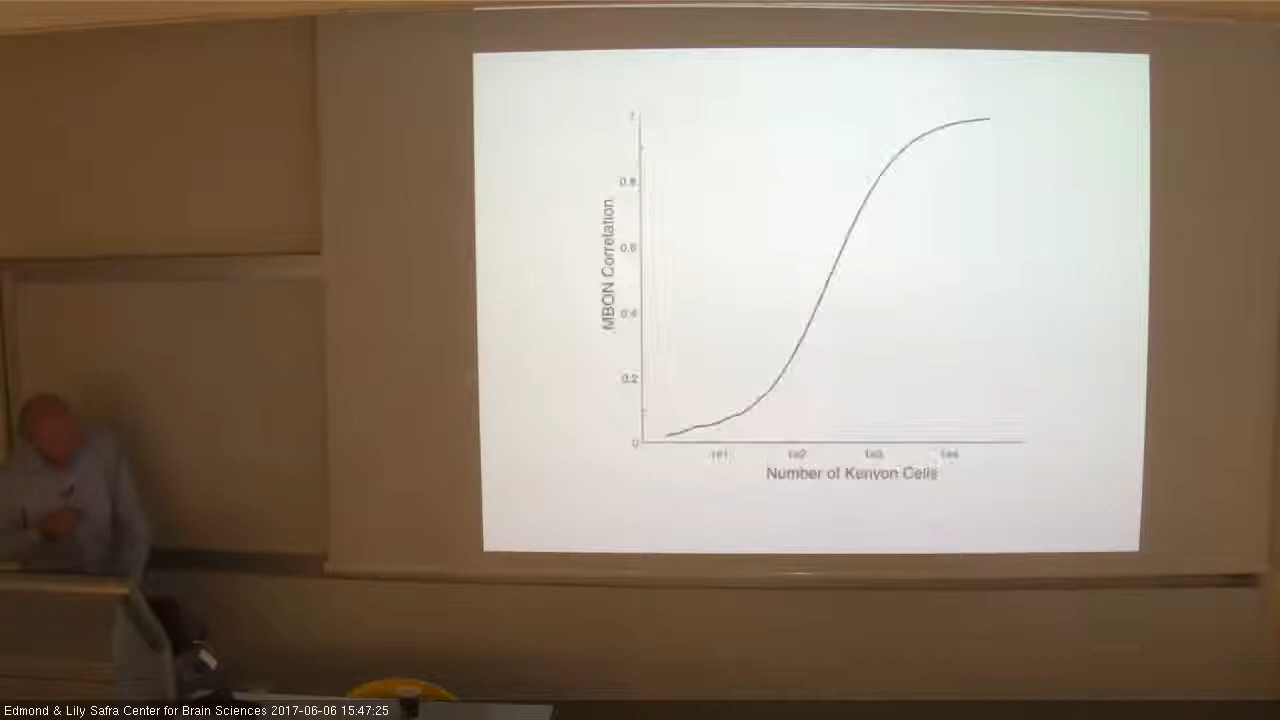 1
0.8
0.6
0.4
0.2
0
MBON Correlation
1e1 1e2 1e3 1e4
Number of Kenyon Cells
Edmond & Lily Safra Center for Brain Sciences 2017-06-06 15:47:25